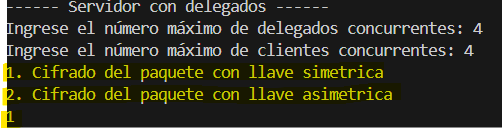 ------ Servidor con delegados ------
Ingrese el número máximo de delegados concurrentes: 4
Ingrese el número máximo de clientes concurrentes: 4
1. Cifrado del paquete con llave simetrica
2. Cifrado del paquete con llave asimetrica
1